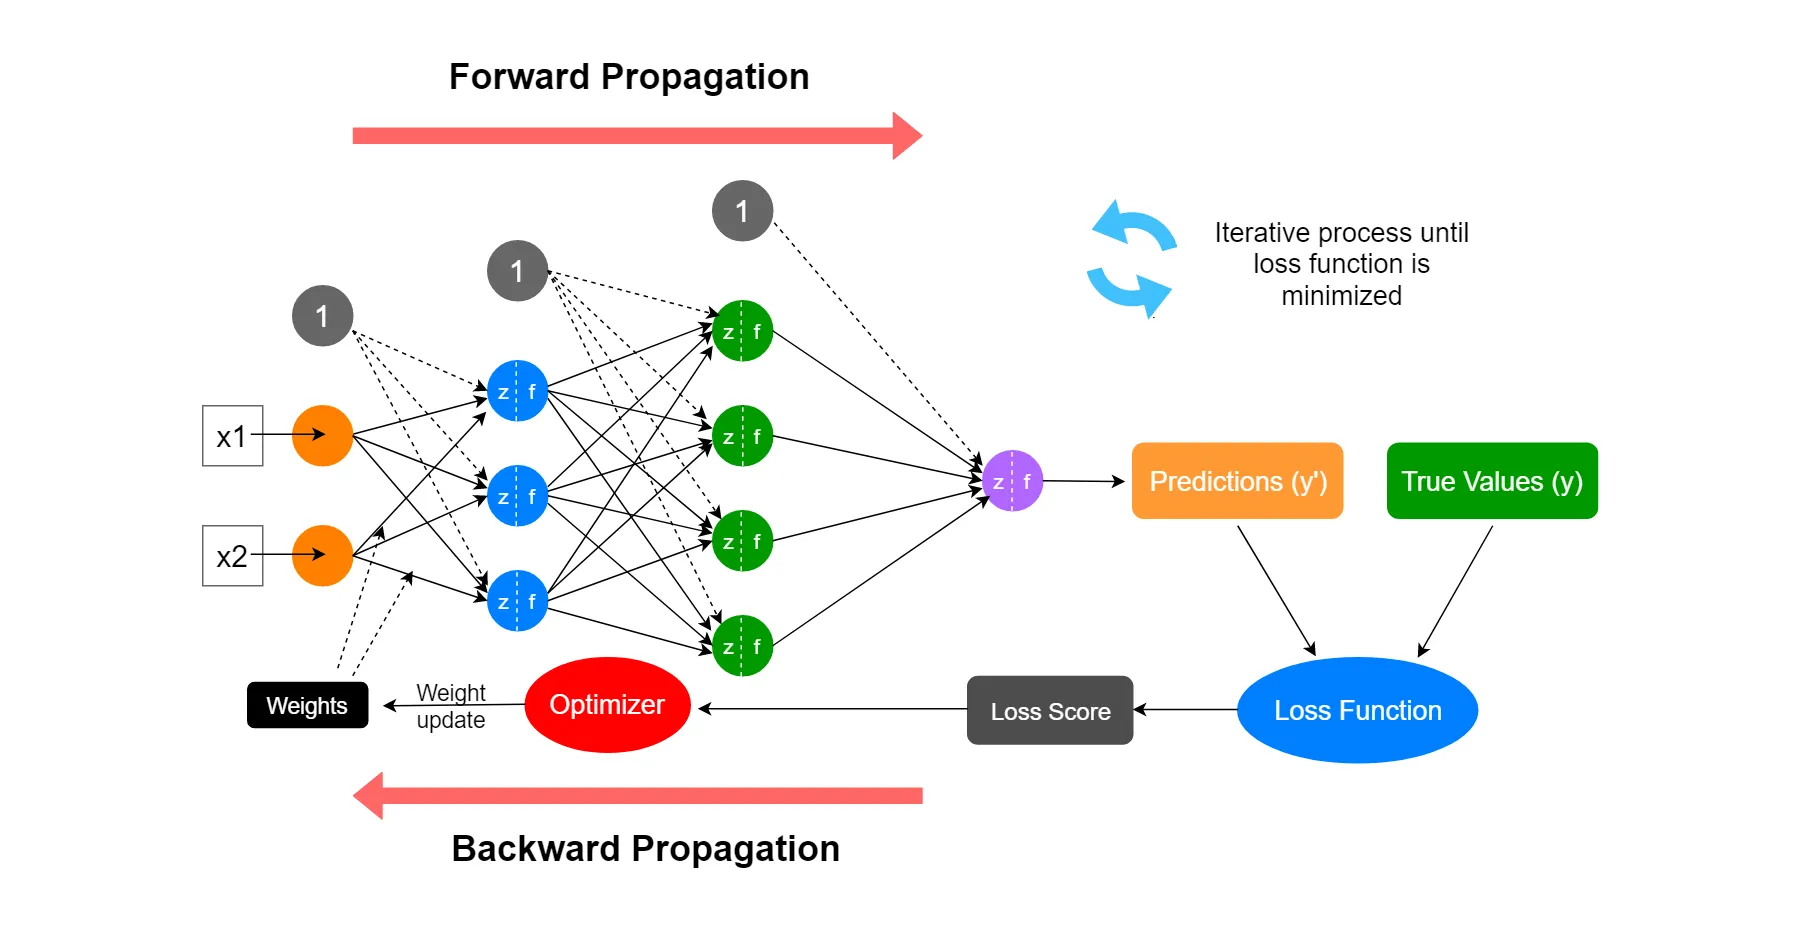 Forward Propagation
1
1
1
Iterative process until
loss function is
minimized
z f
z f
x1
z f
z f
z f
Predictions (y')
True Values (y)
x2
z f
z f
z f
Weights
Weight
update
Optimizer
Loss Score
Loss Function
Backward Propagation